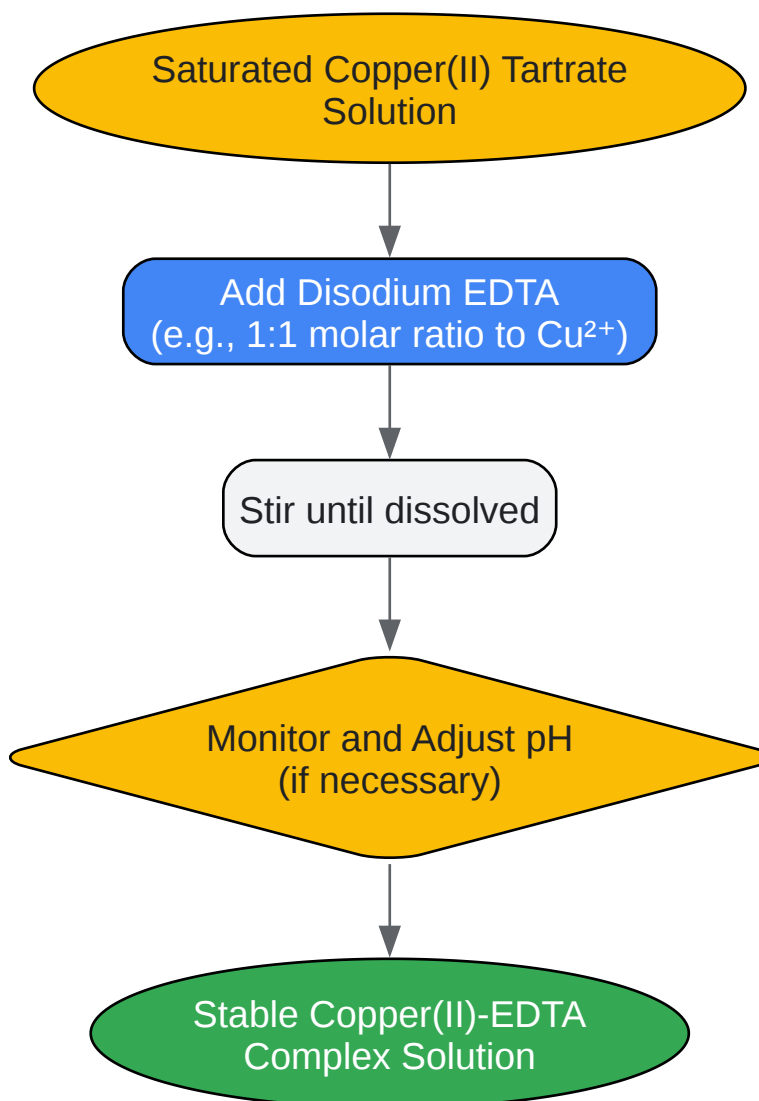 Saturated Copper(II) Tartrate
Solution
Add Disodium EDTA
(e.g., 1:1 molar ratio to Cu²⁺)
Stir until dissolved
Monitor and Adjust pH
(if necessary)
Stable Copper(II)-EDTA
Complex Solution